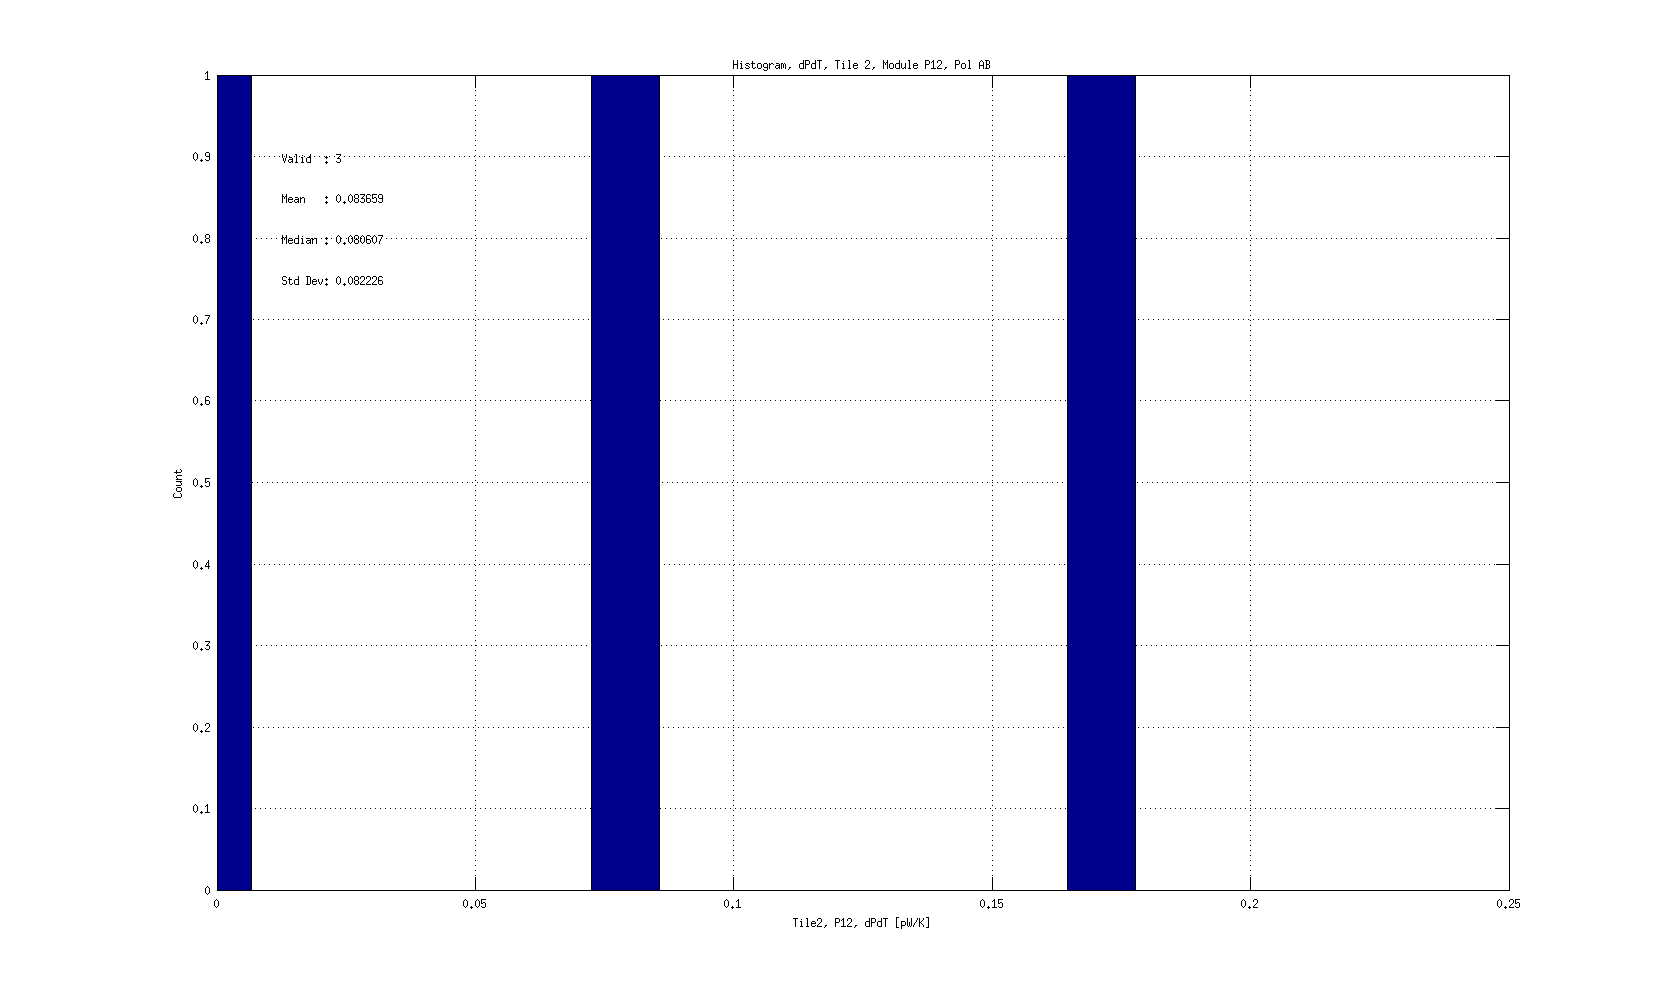 Histogram, dPdT, Tile 2, Module P12, Pol AB
1
0.9
0.8
0.7
0.6
0.5
0.4
0.3
0.2
0.1
0
Count
Valid  : 3
Mean   : 0.083659
Median : 0.080607
Std Dev: 0.082226
0 0.05 0.1 0.15 0.2 0.25
Tile2, P12, dPdT [pW/K]